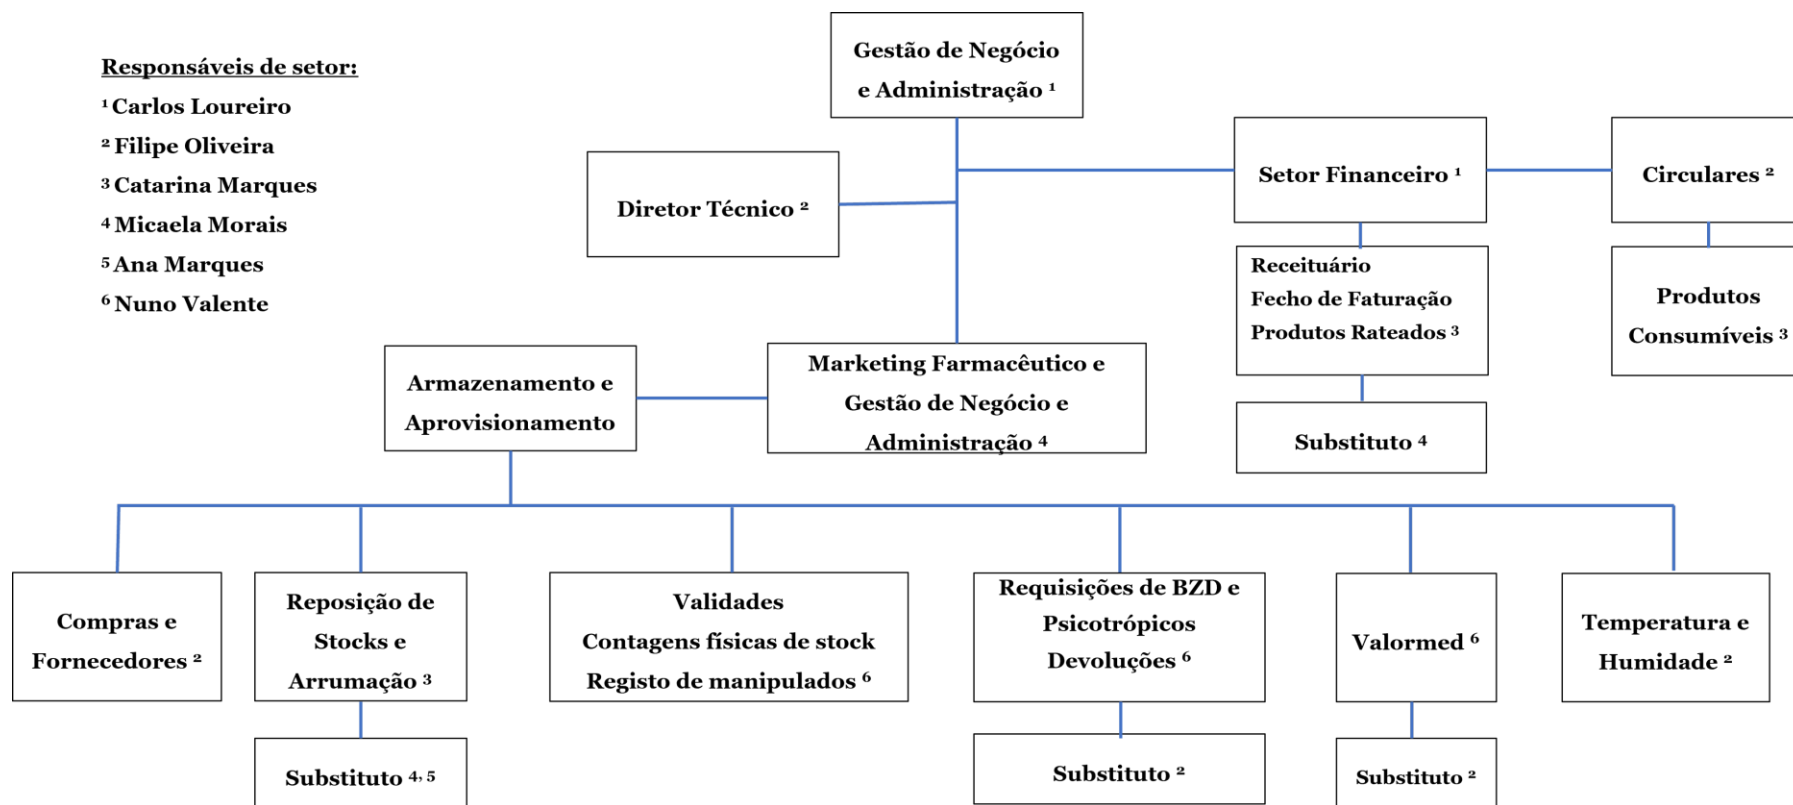 Responsáveis de setor:
¹ Carlos Loureiro
² Filipe Oliveira
³ Catarina Marques
⁴ Micaela Morais
⁵ Ana Marques
⁶ Nuno Valente
Gestão de Negócio
e Administração ¹
Diretor Técnico ²
Setor Financeiro ¹
Circulares ²
Receituário
Fecho de Faturação
Produtos Rateados ³
Produtos
Consumíveis ³
Substituto ⁴
Armazenamento e
Aprovisionamento
Marketing Farmacêutico e
Gestão de Negócio e
Administração ⁴
Compras e
Fornecedores ²
Reposição de
Stocks e
Arrumação ³
Validades
Contagens físicas de stock
Registo de manipulados ⁶
Requisições de BZD e
Psicotrópicos
Devoluções ⁶
Valormed ⁶
Temperatura e
Humidade ²
Substituto ⁴, ⁵
Substituto ²
Substituto ²